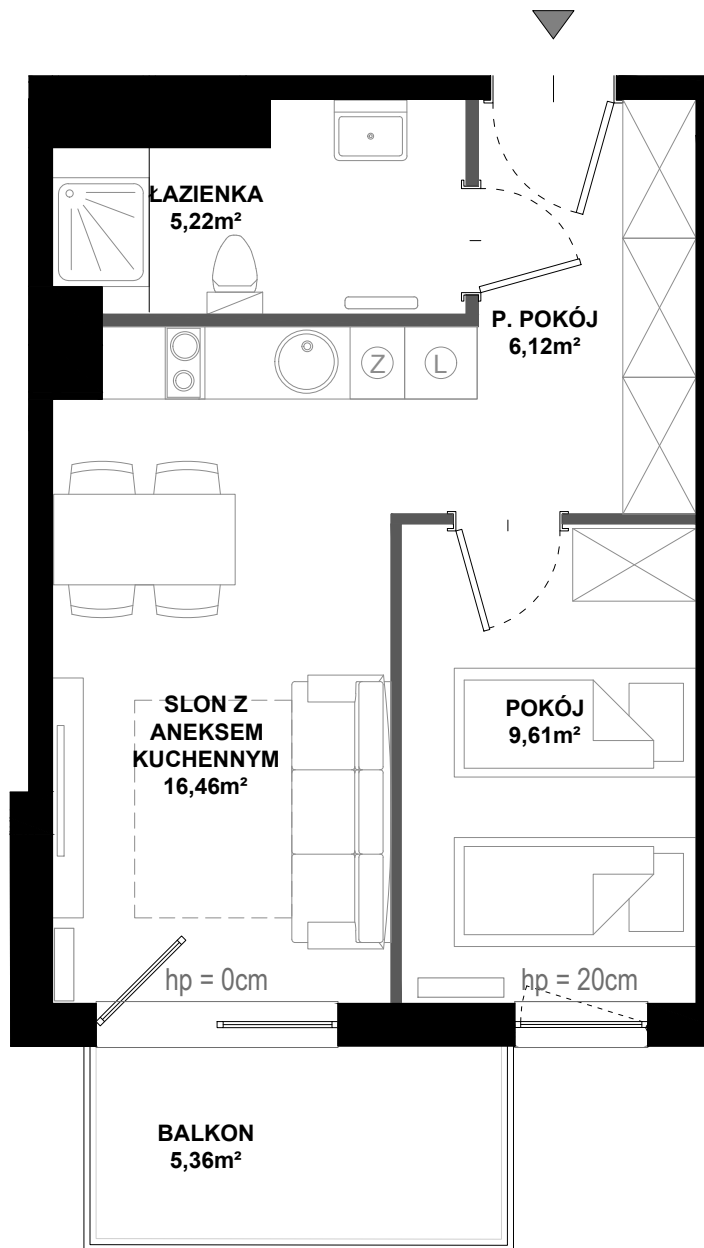 ŁAZIENKA
5,22m²
P. POKÓJ
6,12m²
Z
L
SLON Z
ANEKSEM
KUCHENNYM
16,46m²
POKÓJ
9,61m²
hp = 0cm
hp = 20cm
BALKON
5,36m²